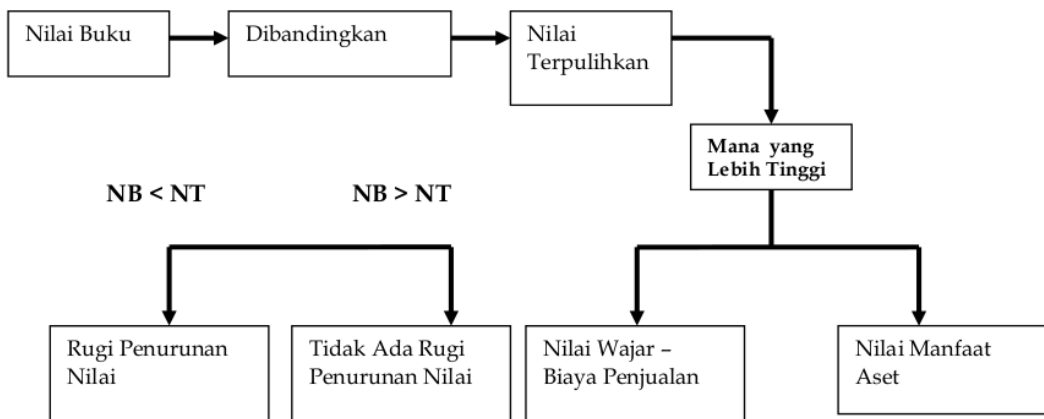 Nilai Buku
Dibandingkan
Nilai
Terpulihkan
Mana yang
Lebih Tinggi
NB < NT
NB > NT
Rugi Penurunan
Nilai
Tidak Ada Rugi
Penurunan Nilai
Nilai Wajar –
Biaya Penjualan
Nilai Manfaat
Aset